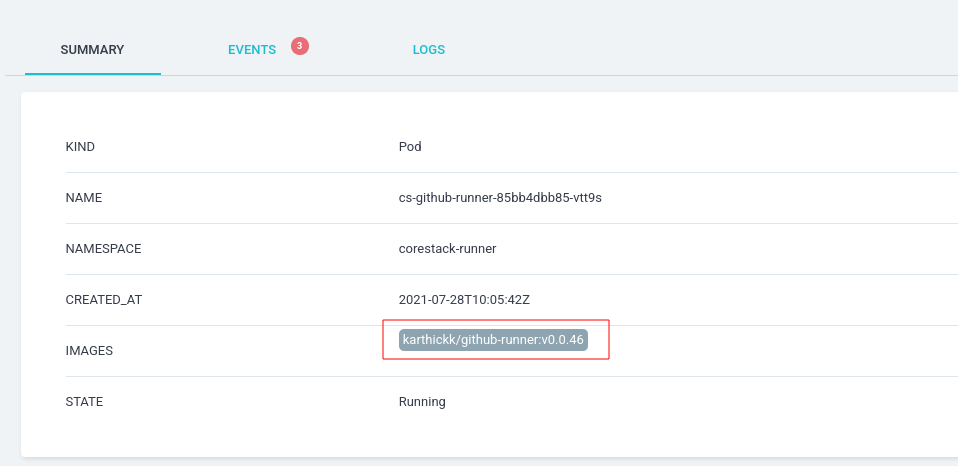 SUMMARY EVENTS 3 LOGS
KIND Pod
NAME cs-github-runner-85bb4dbb85-vtt9s
NAMESPACE corestack-runner
CREATED_AT 2021-07-28T10:05:42Z
IMAGES karthickk/github-runner:v0.0.46
STATE Running